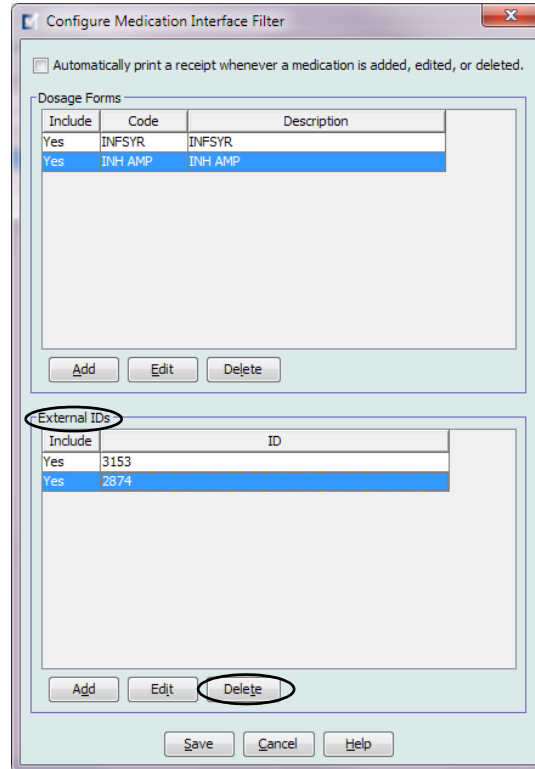 Configure Medication Interface Filter
Automatically print a receipt whenever a medication is added, edited, or deleted.
Dosage Forms
Include Code Description
Yes INFSYR INFSYR
Yes INH AMP INH AMP
Add Edit Delete
External IDs
Include ID
Yes 3153
Yes 2874
Add Edit Delete
Save Cancel Help